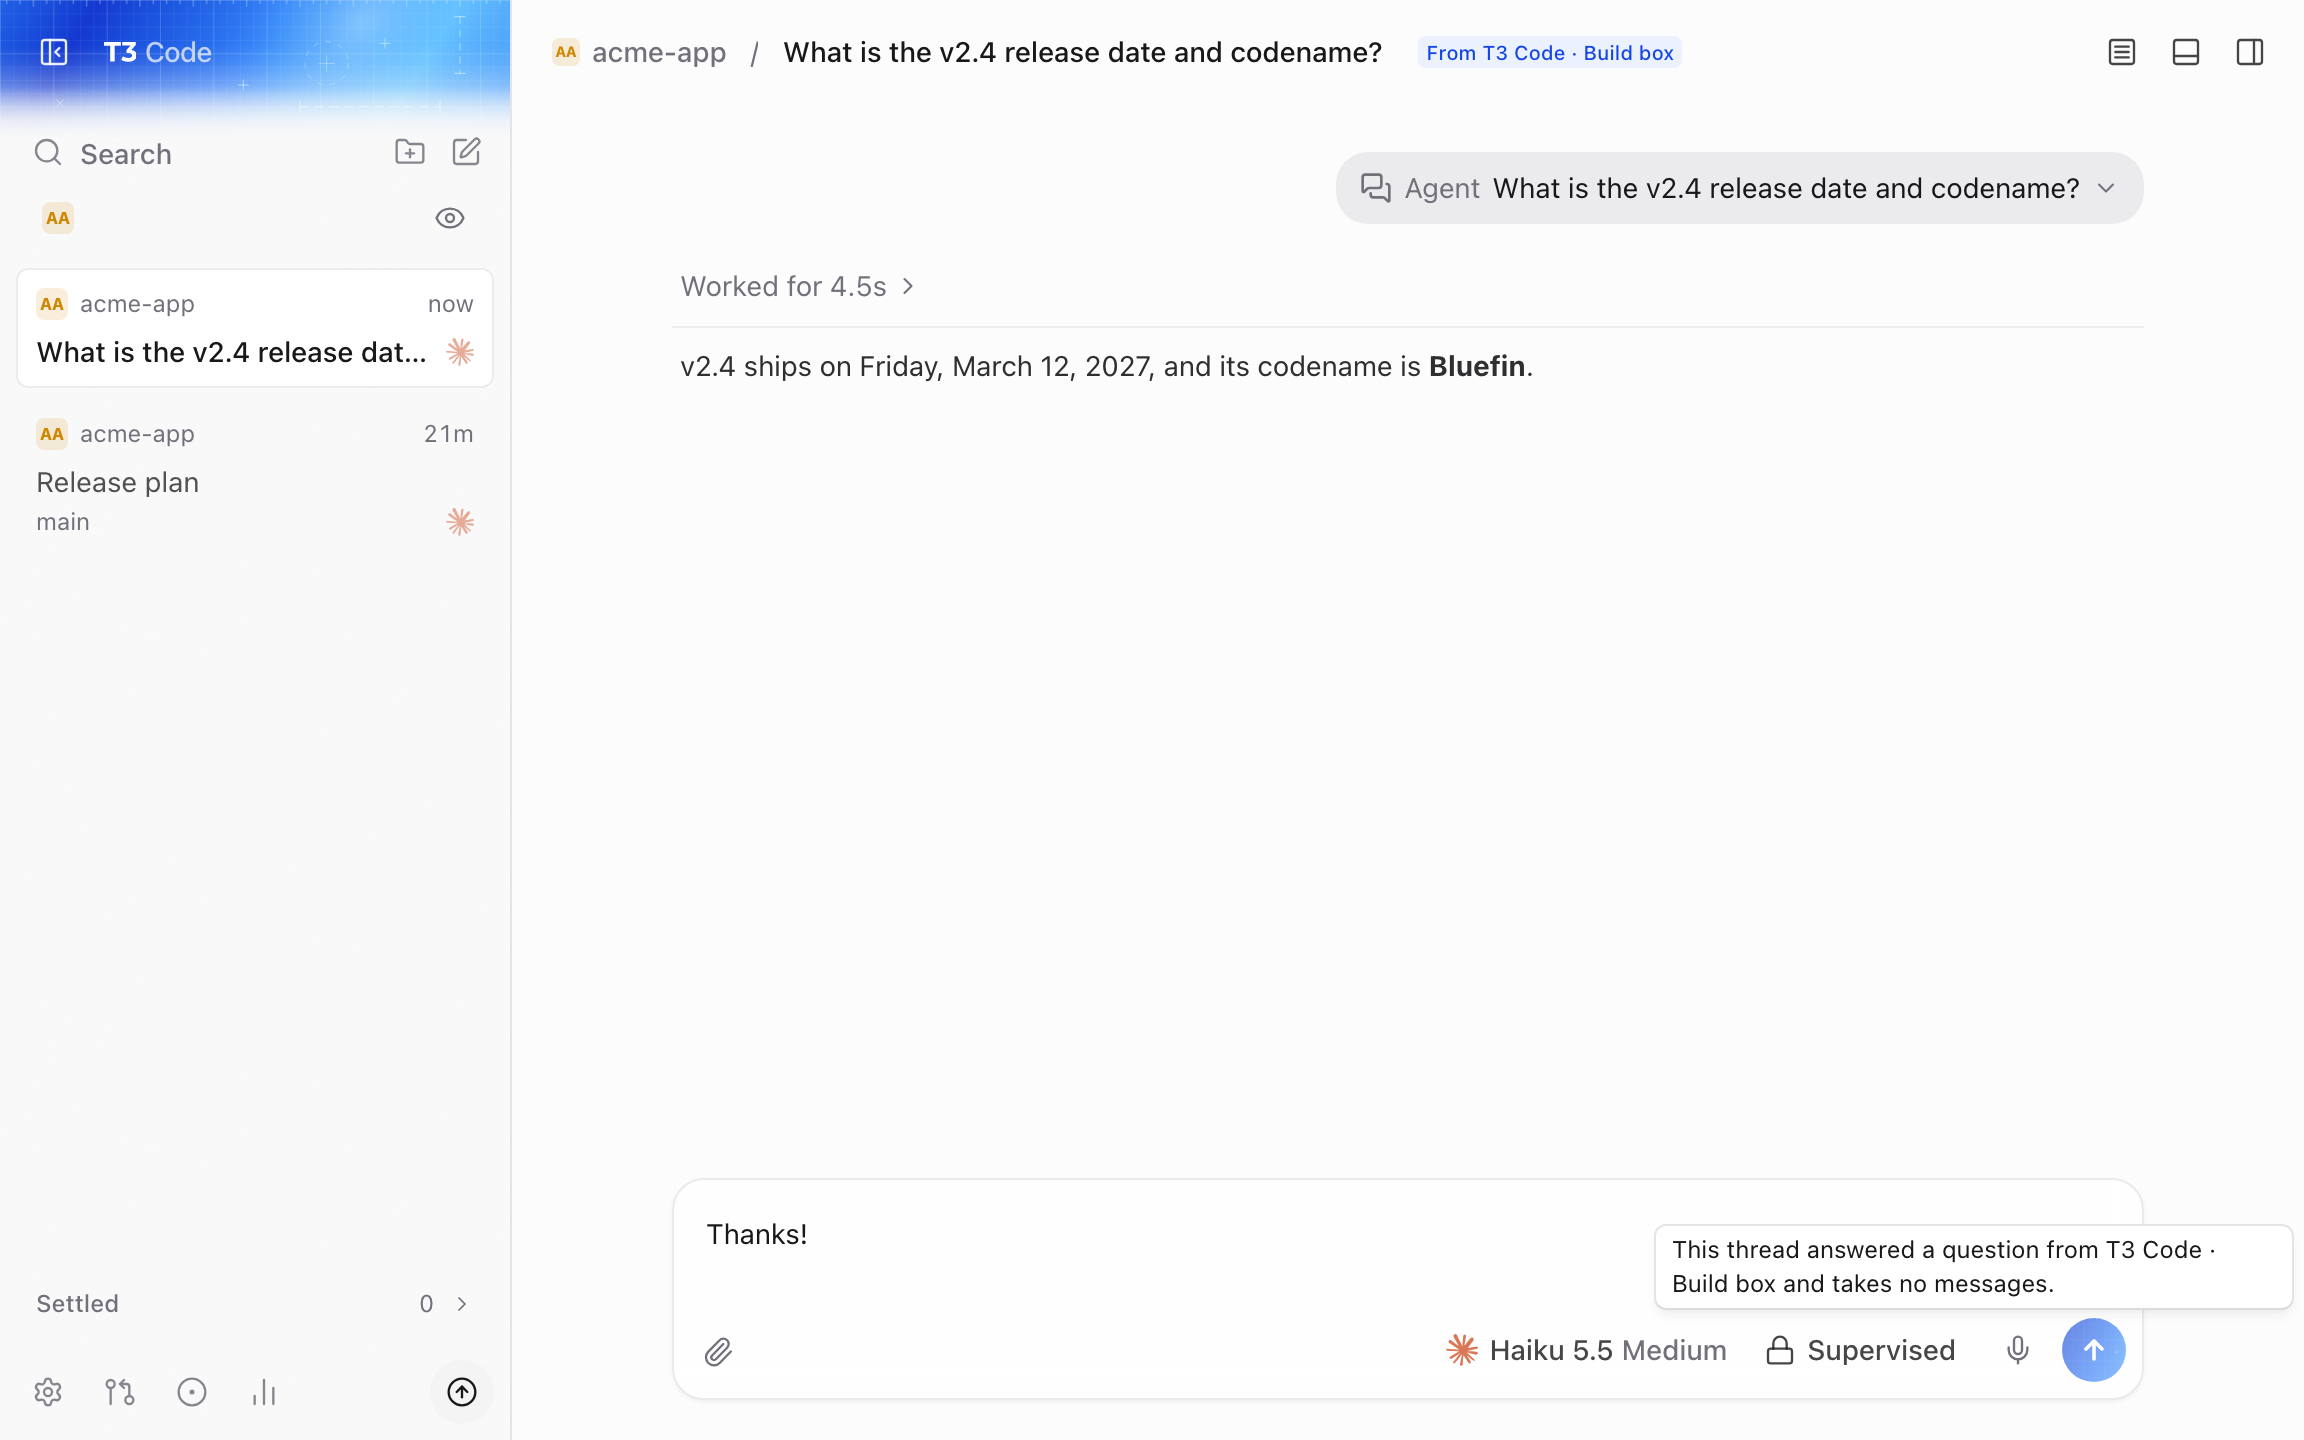 T3 Code
Search
AA
AA acme-app now
What is the v2.4 release dat...
AA acme-app 21m
Release plan
main
Settled 0
AA acme-app / What is the v2.4 release date and codename? From T3 Code · Build box
Agent What is the v2.4 release date and codename?
Worked for 4.5s
v2.4 ships on Friday, March 12, 2027, and its codename is Bluefin.
Thanks!
This thread answered a question from T3 Code ·
Build box and takes no messages.
Haiku 5.5 Medium Supervised